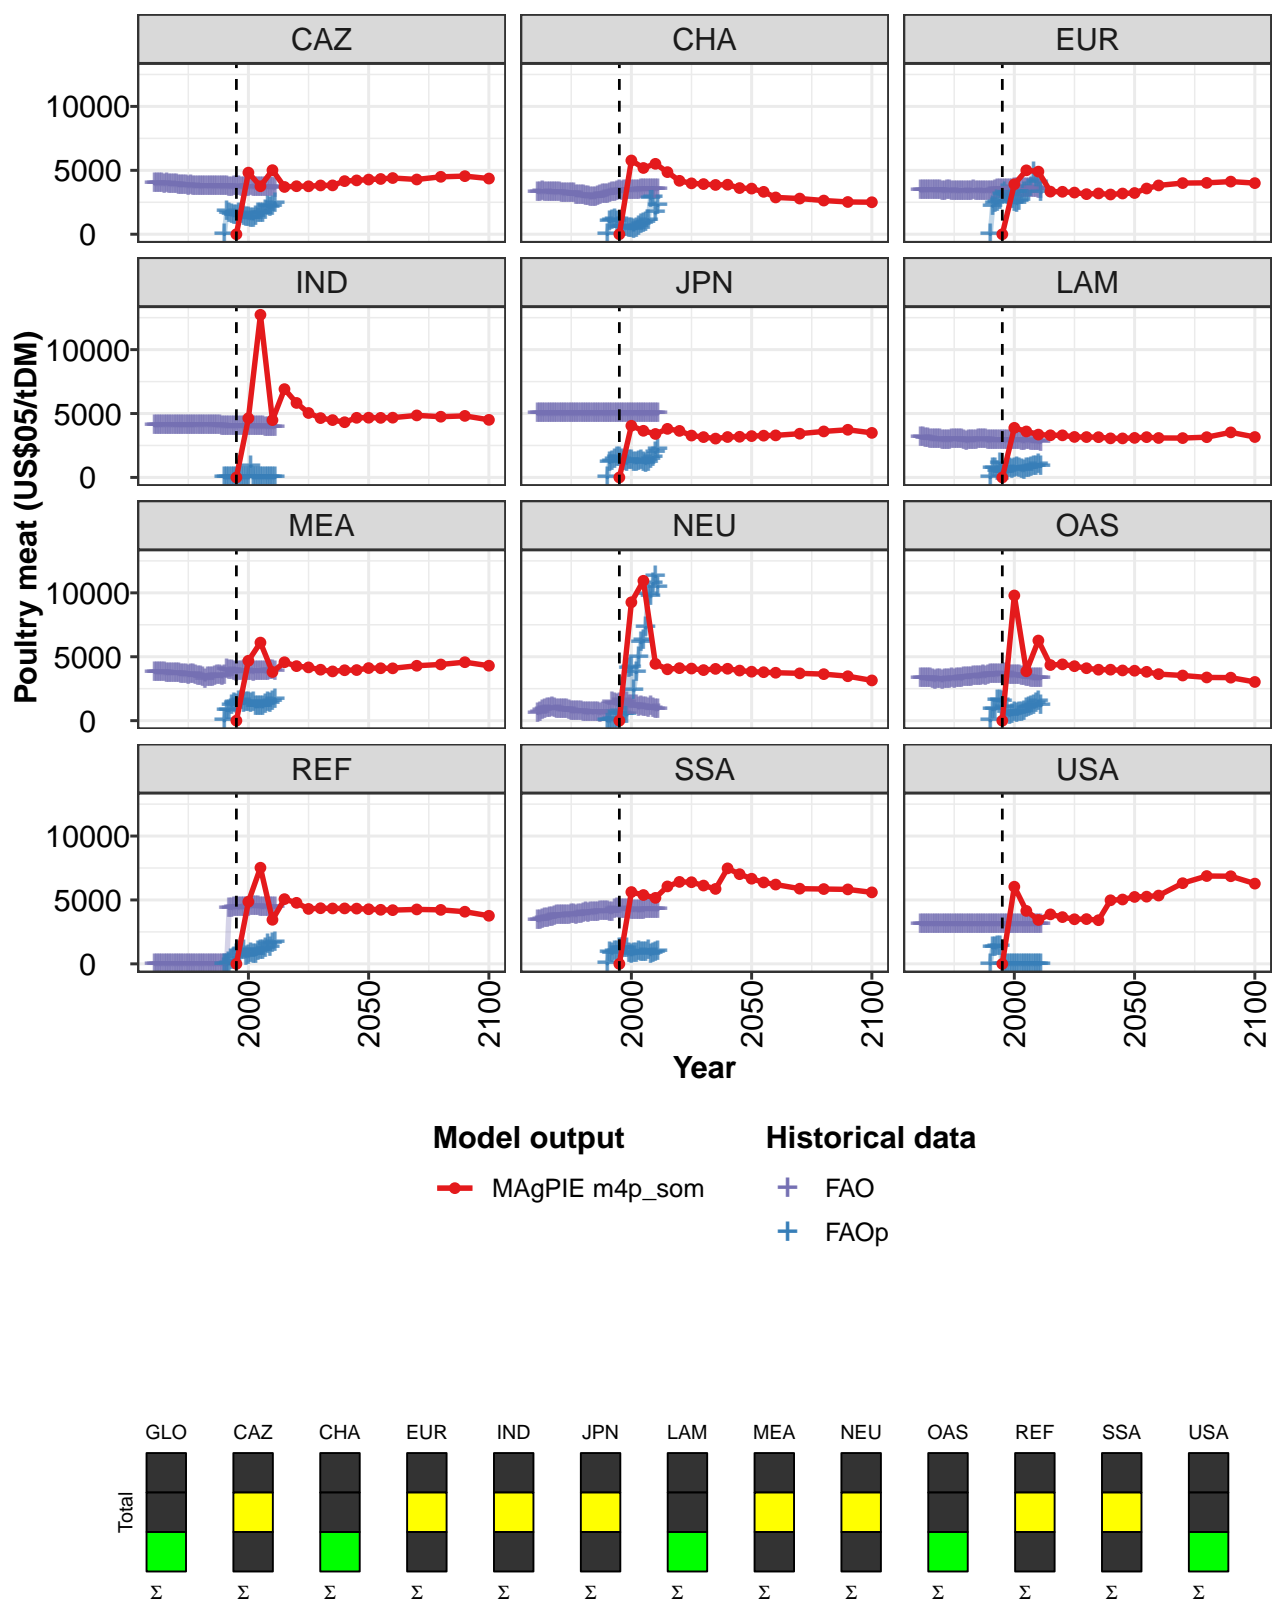 CAZ CHA EUR
10000
5000
0
IND JPN LAM
10000
5000
0
MEA NEU OAS
10000
5000
0
REF SSA USA
10000
5000
0
Poultry meat (US$05/tDM)
2000 2050 2100 2000 2050 2100 2000 2050 2100
Year
Model output Historical data
MAgPIE m4p_som FAO
FAOp
GLO CAZ CHA EUR IND JPN LAM MEA NEU OAS REF SSA USA
Total
Σ Σ Σ Σ Σ Σ Σ Σ Σ Σ Σ Σ Σ